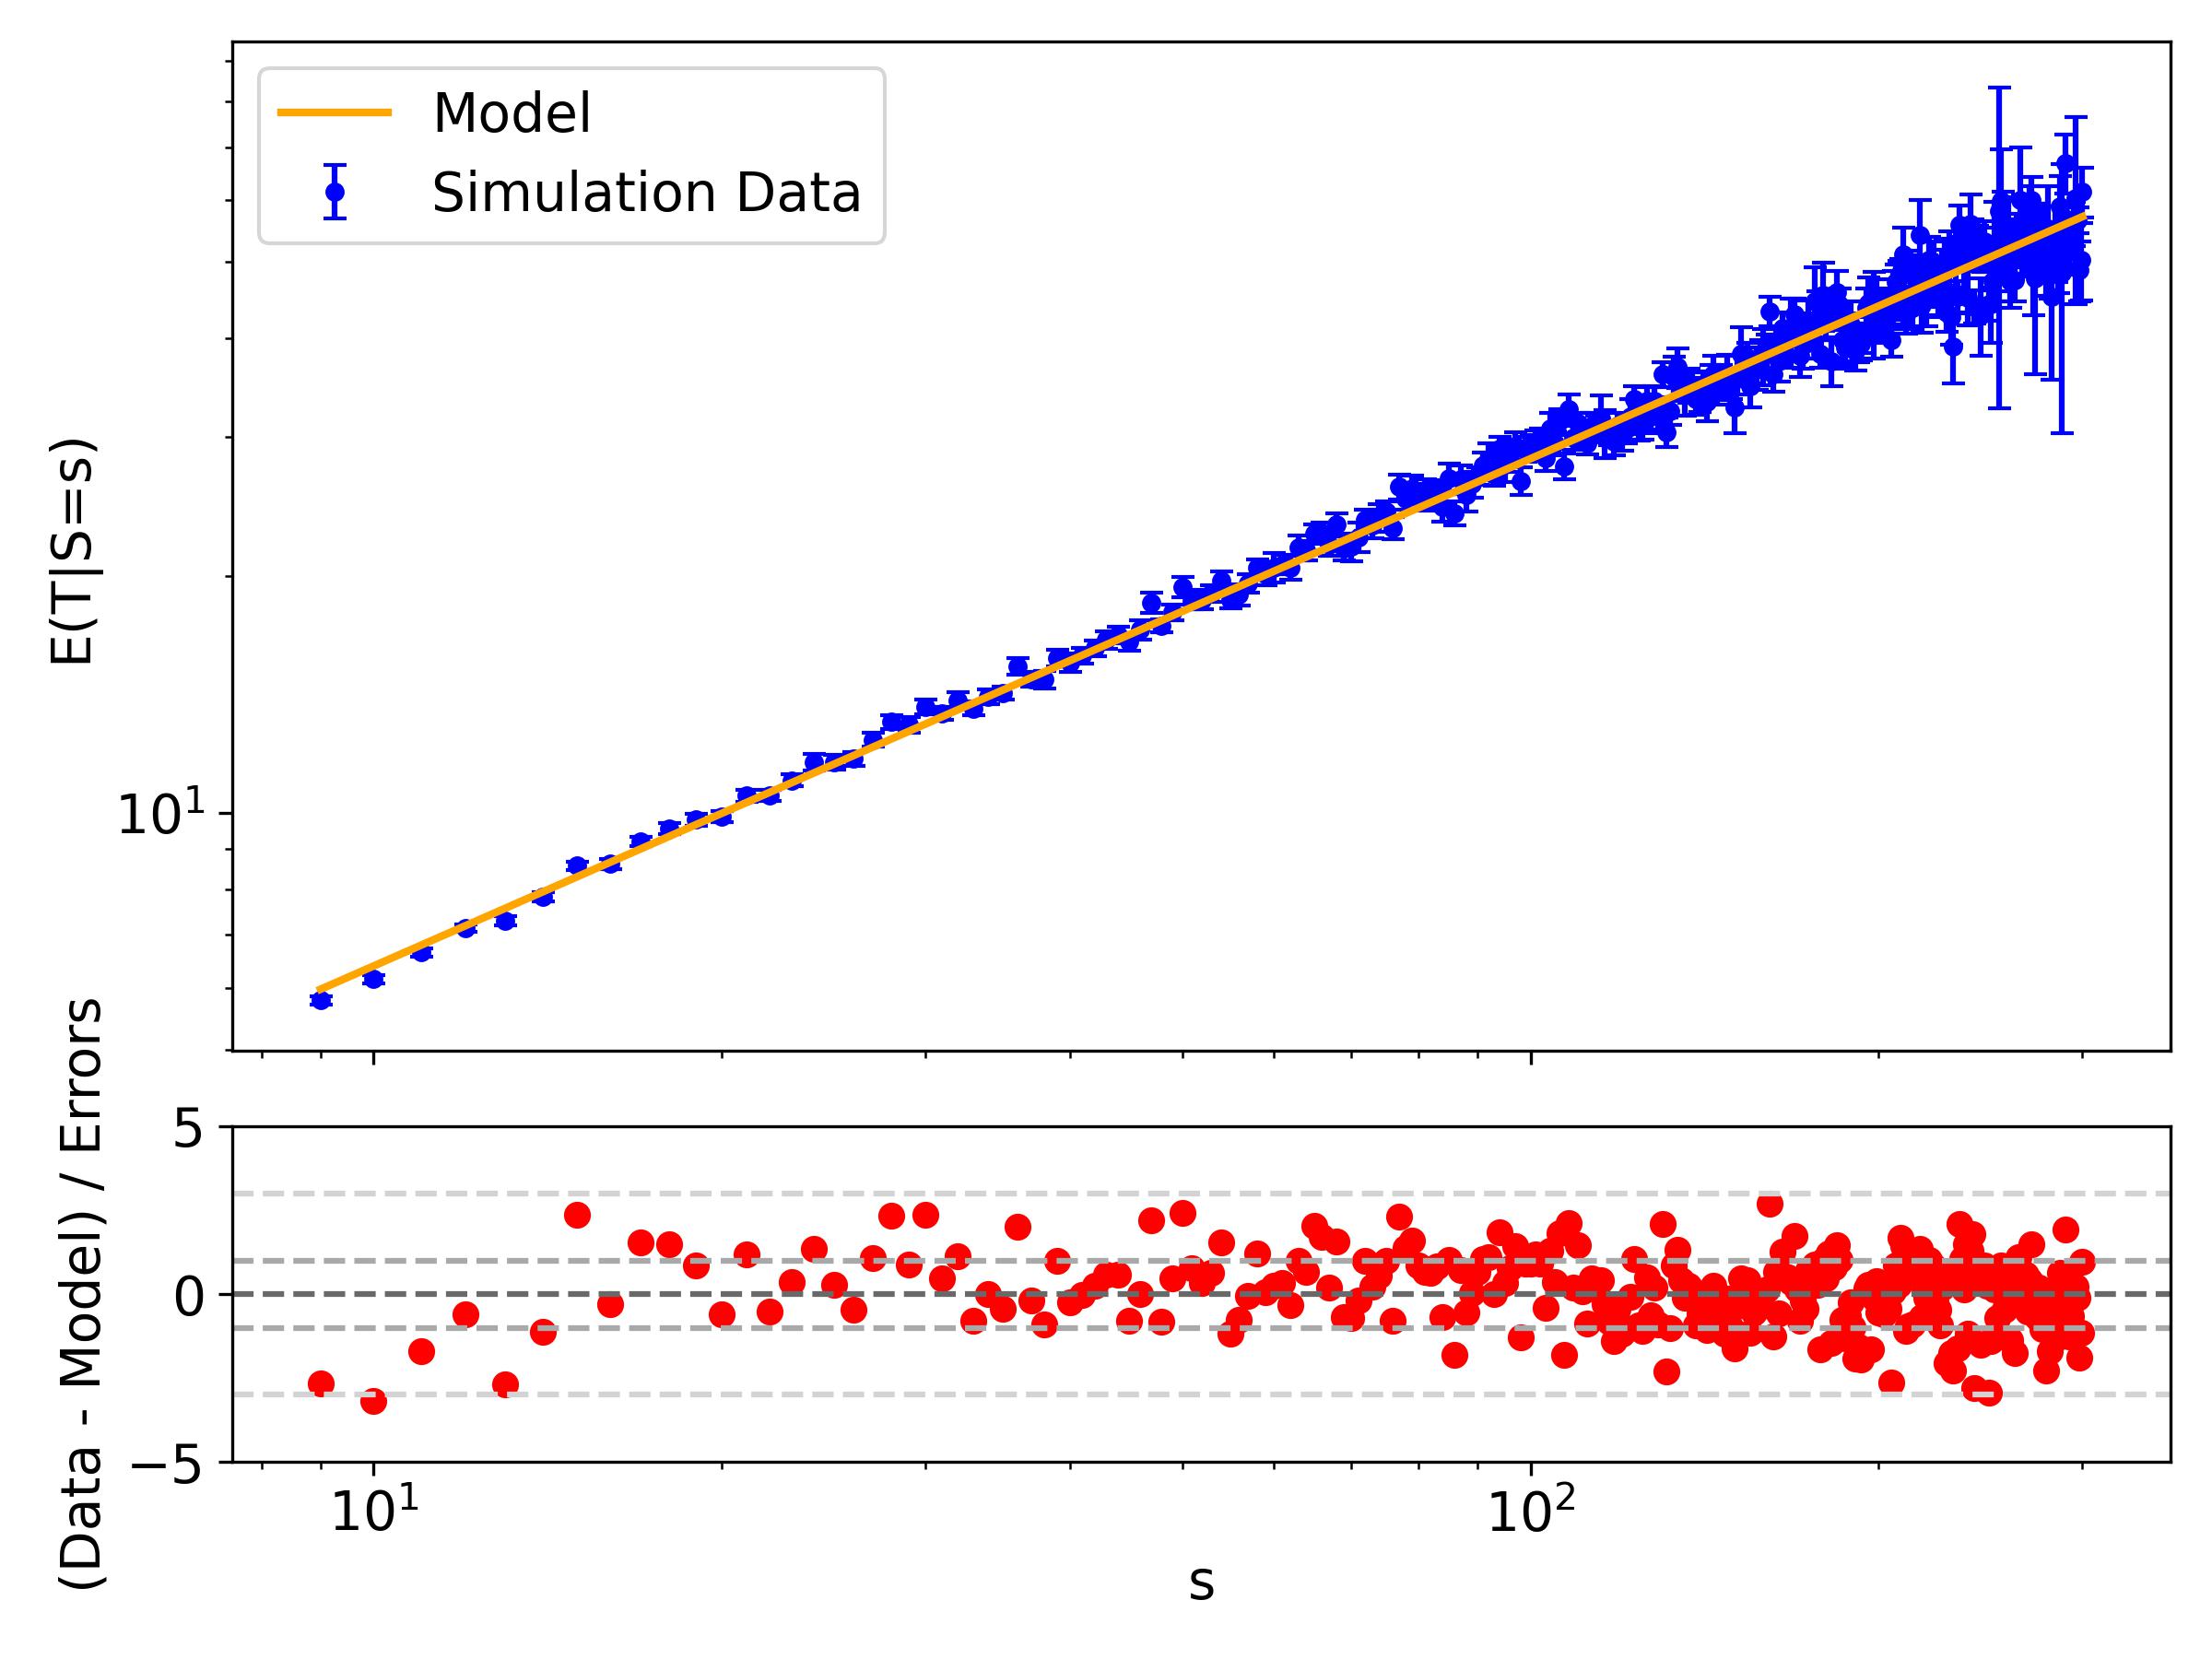 Model
Simulation Data
E(T|S=s)
10¹
(Data - Model) / Errors
5
0
−5
10¹
10²
s